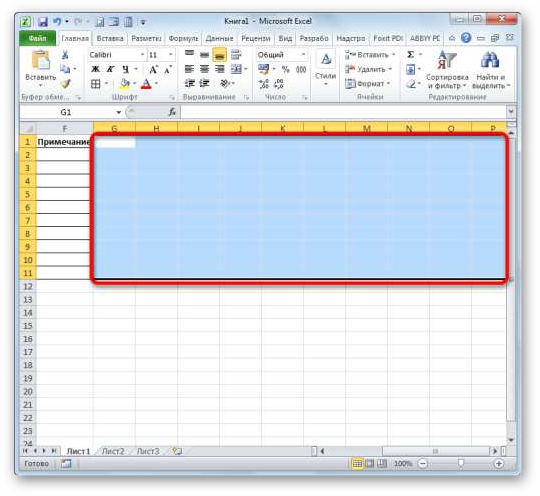 Книга1 - Microsoft Excel
Файл Главная Вставка Разметка Формулы Данные Рецензи Вид Разрабо Надстро Foxit PDI ABBYY PC
Calibri 11 Общий Вставить Σ
Вставить Ж К Ч % 000 Стили Удалить Сортировка и фильтр Найти и выделить
Формат
Буфер обме... Шрифт Выравнивание Число Ячейки Редактирование
G1 fx
F G H I J K L M N O P
1 Примечание
2
3
4
5
6
7
8
9
10
11
12
13
14
15
16
17
18
19
20
21
22
23
24
Лист1 Лист2 Лист3
Готово 100%